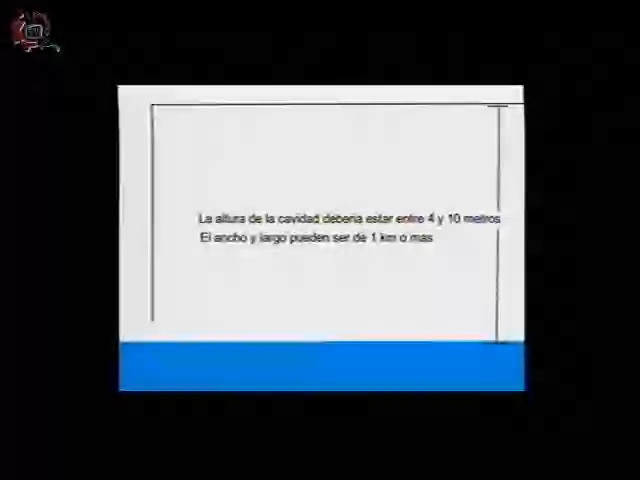 La altura de la cavidad deberia estar entre 4 y 10 metros
El ancho y largo pueden ser de 1 km o mas